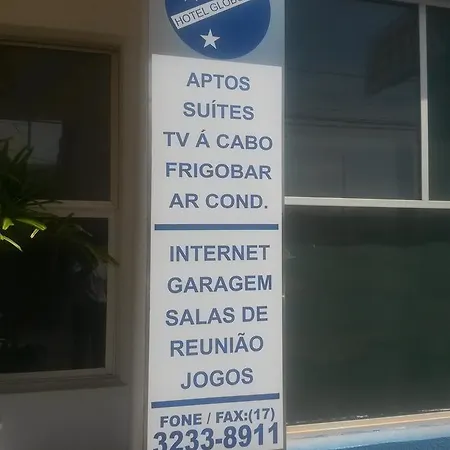 HOTEL GLOBO
APTOS
SUÍTES
TV Á CABO
FRIGOBAR
AR COND.
INTERNET
GARAGEM
SALAS DE
REUNIÃO
JOGOS
FONE / FAX:(17)
3233-8911